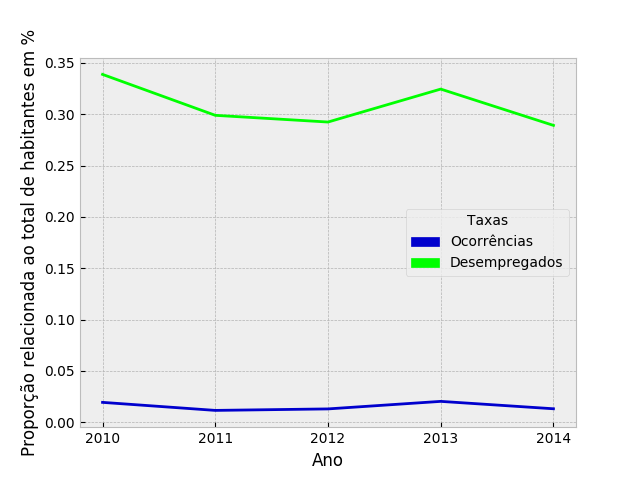 Proporção relacionada ao total de habitantes em %
0.35
0.30
0.25
0.20
0.15
0.10
0.05
0.00
Taxas
Ocorrências
Desempregados
2010 2011 2012 2013 2014
Ano